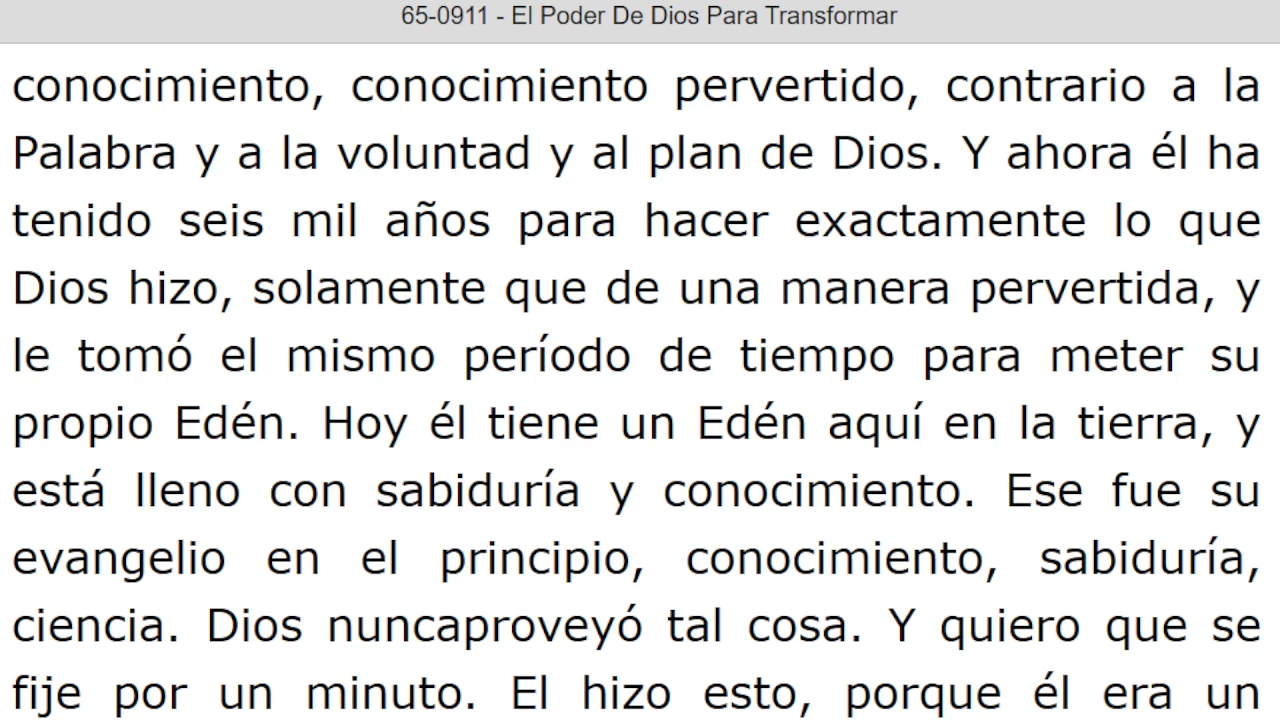 65-0911 - El Poder De Dios Para Transformar
conocimiento, conocimiento pervertido, contrario a la
Palabra y a la voluntad y al plan de Dios. Y ahora él ha
tenido seis mil años para hacer exactamente lo que
Dios hizo, solamente que de una manera pervertida, y
le tomó el mismo período de tiempo para meter su
propio Edén. Hoy él tiene un Edén aquí en la tierra, y
está lleno con sabiduría y conocimiento. Ese fue su
evangelio en el principio, conocimiento, sabiduría,
ciencia. Dios nuncaproveyó tal cosa. Y quiero que se
fije por un minuto. El hizo esto, porque él era un